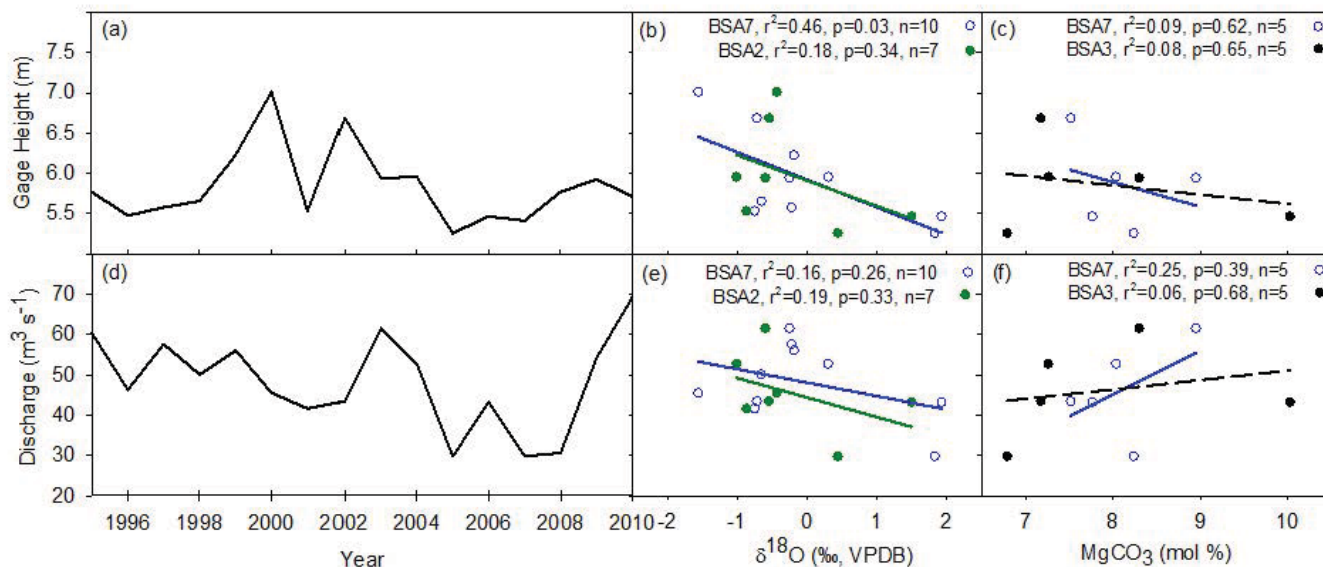 (a)
7.5
7.0
6.5
6.0
5.5
Gage Height (m)
(b) BSA7, r²=0.46, p=0.03, n=10
BSA2, r²=0.18, p=0.34, n=7
(c) BSA7, r²=0.09, p=0.62, n=5
BSA3, r²=0.08, p=0.65, n=5
(d)
70
60
50
40
30
20
Discharge (m³ s⁻¹)
1996 1998 2000 2002 2004 2006 2008 2010
Year
(e) BSA7, r²=0.16, p=0.26, n=10
BSA2, r²=0.19, p=0.33, n=7
-2 -1 0 1 2
δ¹⁸O (‰, VPDB)
(f) BSA7, r²=0.25, p=0.39, n=5
BSA3, r²=0.06, p=0.68, n=5
7 8 9 10
MgCO₃ (mol %)